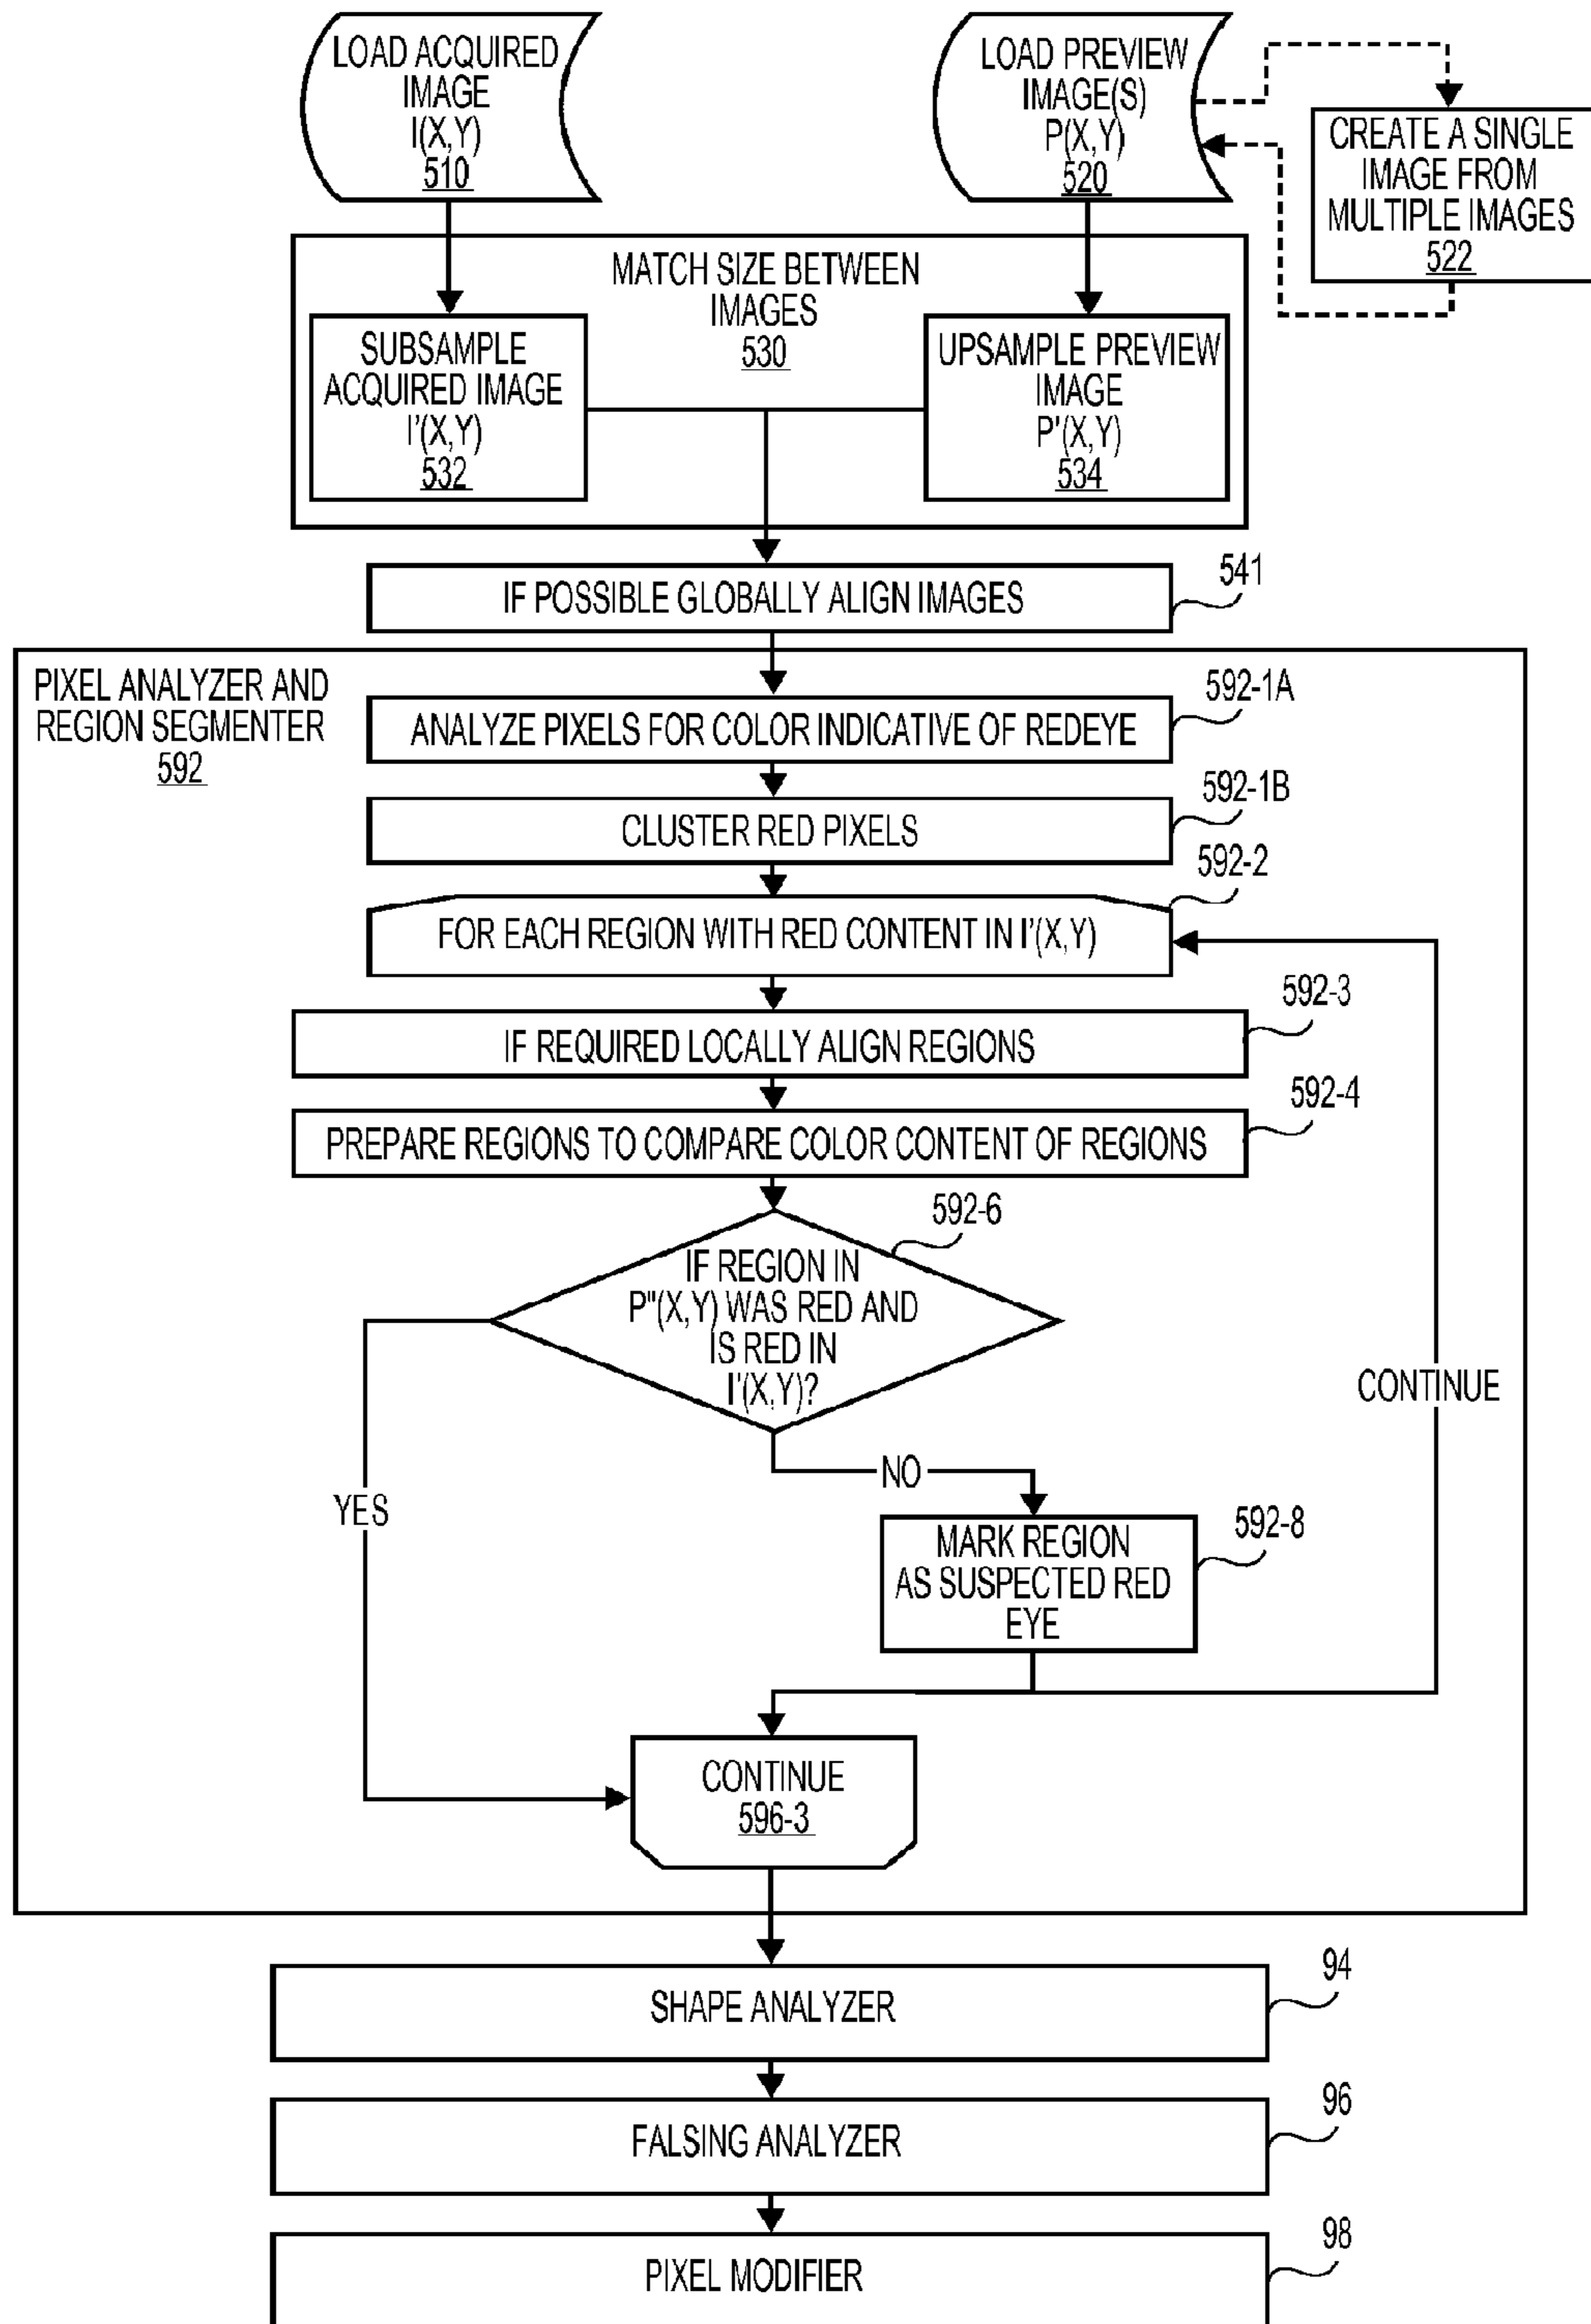 LOAD ACQUIRED
IMAGE
I(X,Y)
510
LOAD PREVIEW
IMAGE(S)
P(X,Y)
520
CREATE A SINGLE
IMAGE FROM
MULTIPLE IMAGES
522
MATCH SIZE BETWEEN
IMAGES
530
SUBSAMPLE
ACQUIRED IMAGE
I'(X,Y)
532
UPSAMPLE PREVIEW
IMAGE
P'(X,Y)
534
IF POSSIBLE GLOBALLY ALIGN IMAGES
541
PIXEL ANALYZER AND
REGION SEGMENTER
592
ANALYZE PIXELS FOR COLOR INDICATIVE OF REDEYE
592-1A
CLUSTER RED PIXELS
592-1B
FOR EACH REGION WITH RED CONTENT IN I'(X,Y)
592-2
IF REQUIRED LOCALLY ALIGN REGIONS
592-3
PREPARE REGIONS TO COMPARE COLOR CONTENT OF REGIONS
592-4
IF REGION IN
P"(X,Y) WAS RED AND
IS RED IN
I'(X,Y)?
592-6
CONTINUE
NO
YES
MARK REGION
AS SUSPECTED RED
EYE
592-8
CONTINUE
596-3
SHAPE ANALYZER
94
FALSING ANALYZER
96
PIXEL MODIFIER
98